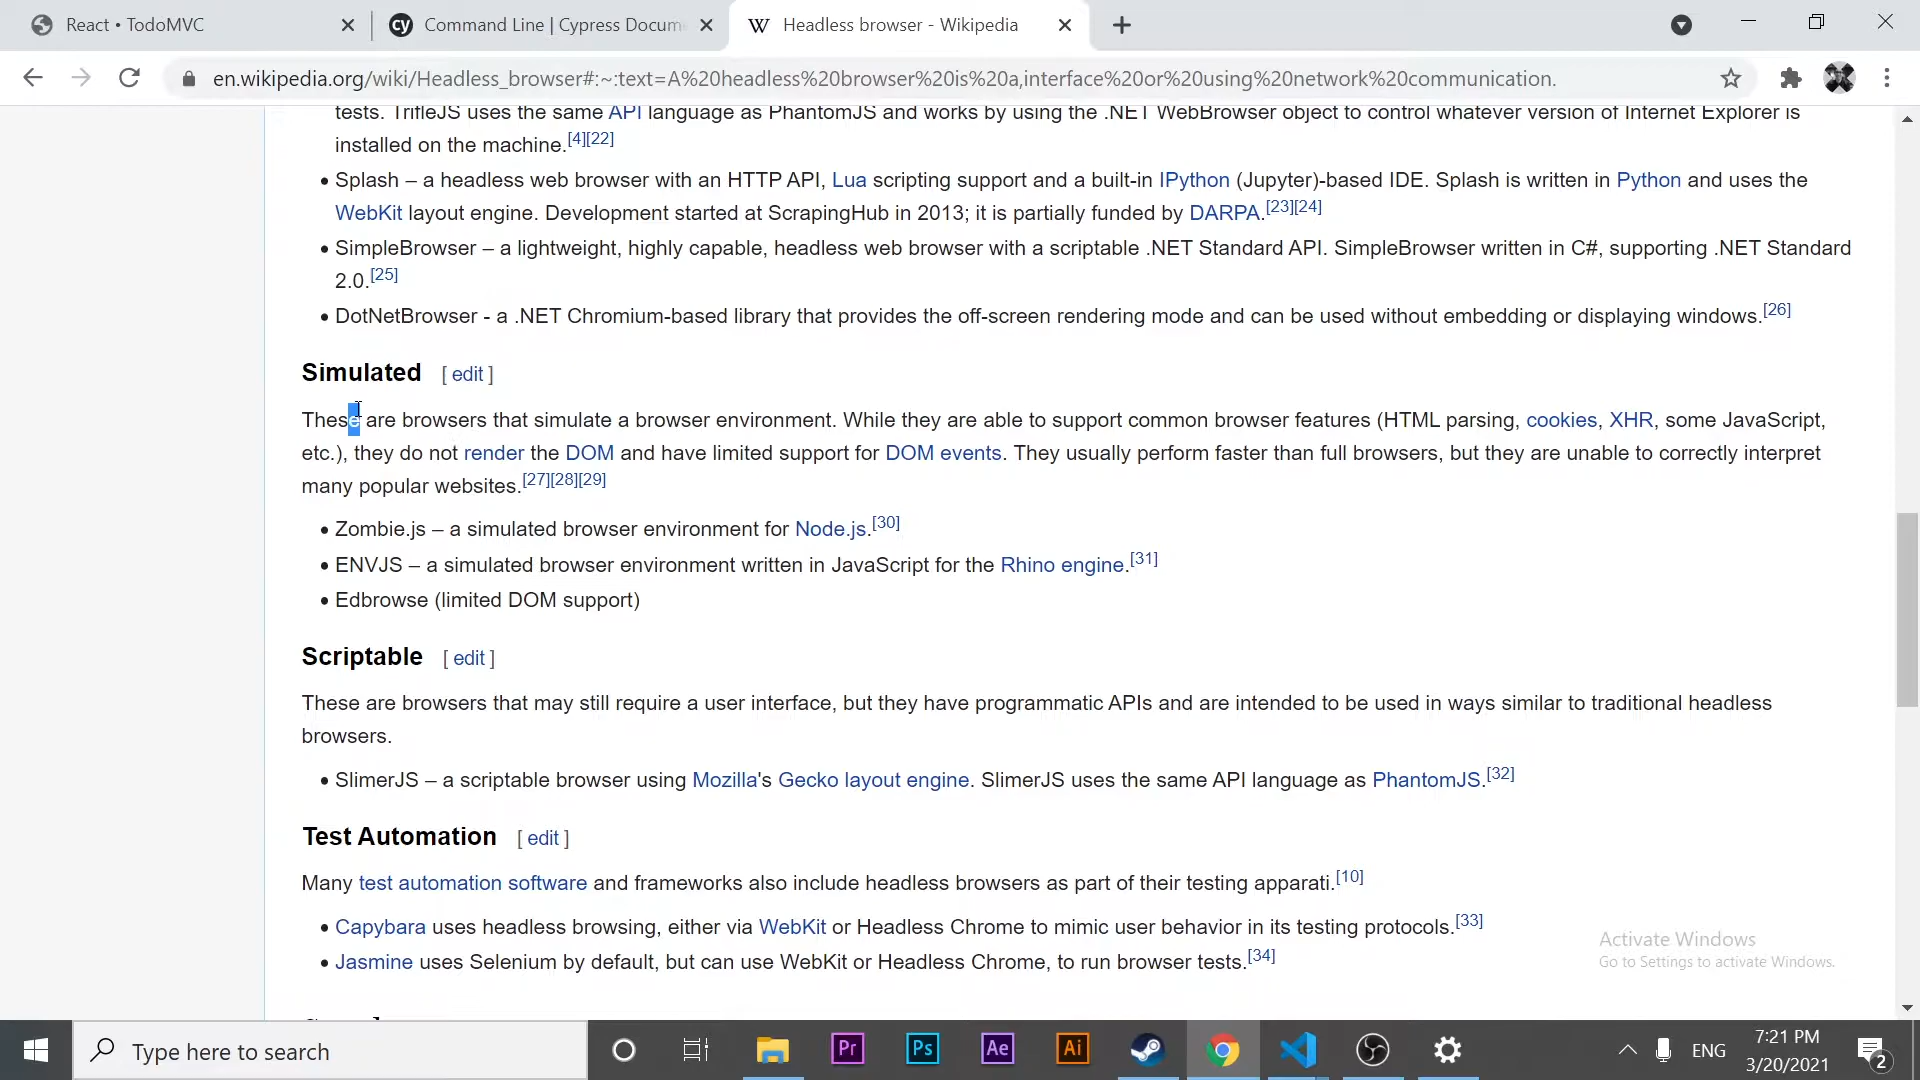 React • TodoMVC
cy Command Line | Cypress Docum
W Headless browser - Wikipedia
en.wikipedia.org/wiki/Headless_browser#:~:text=A%20headless%20browser%20is%20a,interface%20or%20using%20network%20communication.
tests. TrifleJS uses the same API language as PhantomJS and works by using the .NET WebBrowser object to control whatever version of Internet Explorer is
installed on the machine.[4][22]
• Splash – a headless web browser with an HTTP API, Lua scripting support and a built-in IPython (Jupyter)-based IDE. Splash is written in Python and uses the
WebKit layout engine. Development started at ScrapingHub in 2013; it is partially funded by DARPA.[23][24]
• SimpleBrowser – a lightweight, highly capable, headless web browser with a scriptable .NET Standard API. SimpleBrowser written in C#, supporting .NET Standard
2.0.[25]
• DotNetBrowser - a .NET Chromium-based library that provides the off-screen rendering mode and can be used without embedding or displaying windows.[26]
Simulated [ edit ]
These are browsers that simulate a browser environment. While they are able to support common browser features (HTML parsing, cookies, XHR, some JavaScript,
etc.), they do not render the DOM and have limited support for DOM events. They usually perform faster than full browsers, but they are unable to correctly interpret
many popular websites.[27][28][29]
• Zombie.js – a simulated browser environment for Node.js.[30]
• ENVJS – a simulated browser environment written in JavaScript for the Rhino engine.[31]
• Edbrowse (limited DOM support)
Scriptable [ edit ]
These are browsers that may still require a user interface, but they have programmatic APIs and are intended to be used in ways similar to traditional headless
browsers.
• SlimerJS – a scriptable browser using Mozilla's Gecko layout engine. SlimerJS uses the same API language as PhantomJS.[32]
Test Automation [ edit ]
Many test automation software and frameworks also include headless browsers as part of their testing apparati.[10]
• Capybara uses headless browsing, either via WebKit or Headless Chrome to mimic user behavior in its testing protocols.[33]
• Jasmine uses Selenium by default, but can use WebKit or Headless Chrome, to run browser tests.[34]
Activate Windows
Go to Settings to activate Windows.
Type here to search
Pr
Ps
Ae
Ai
ENG
7:21 PM
3/20/2021
2